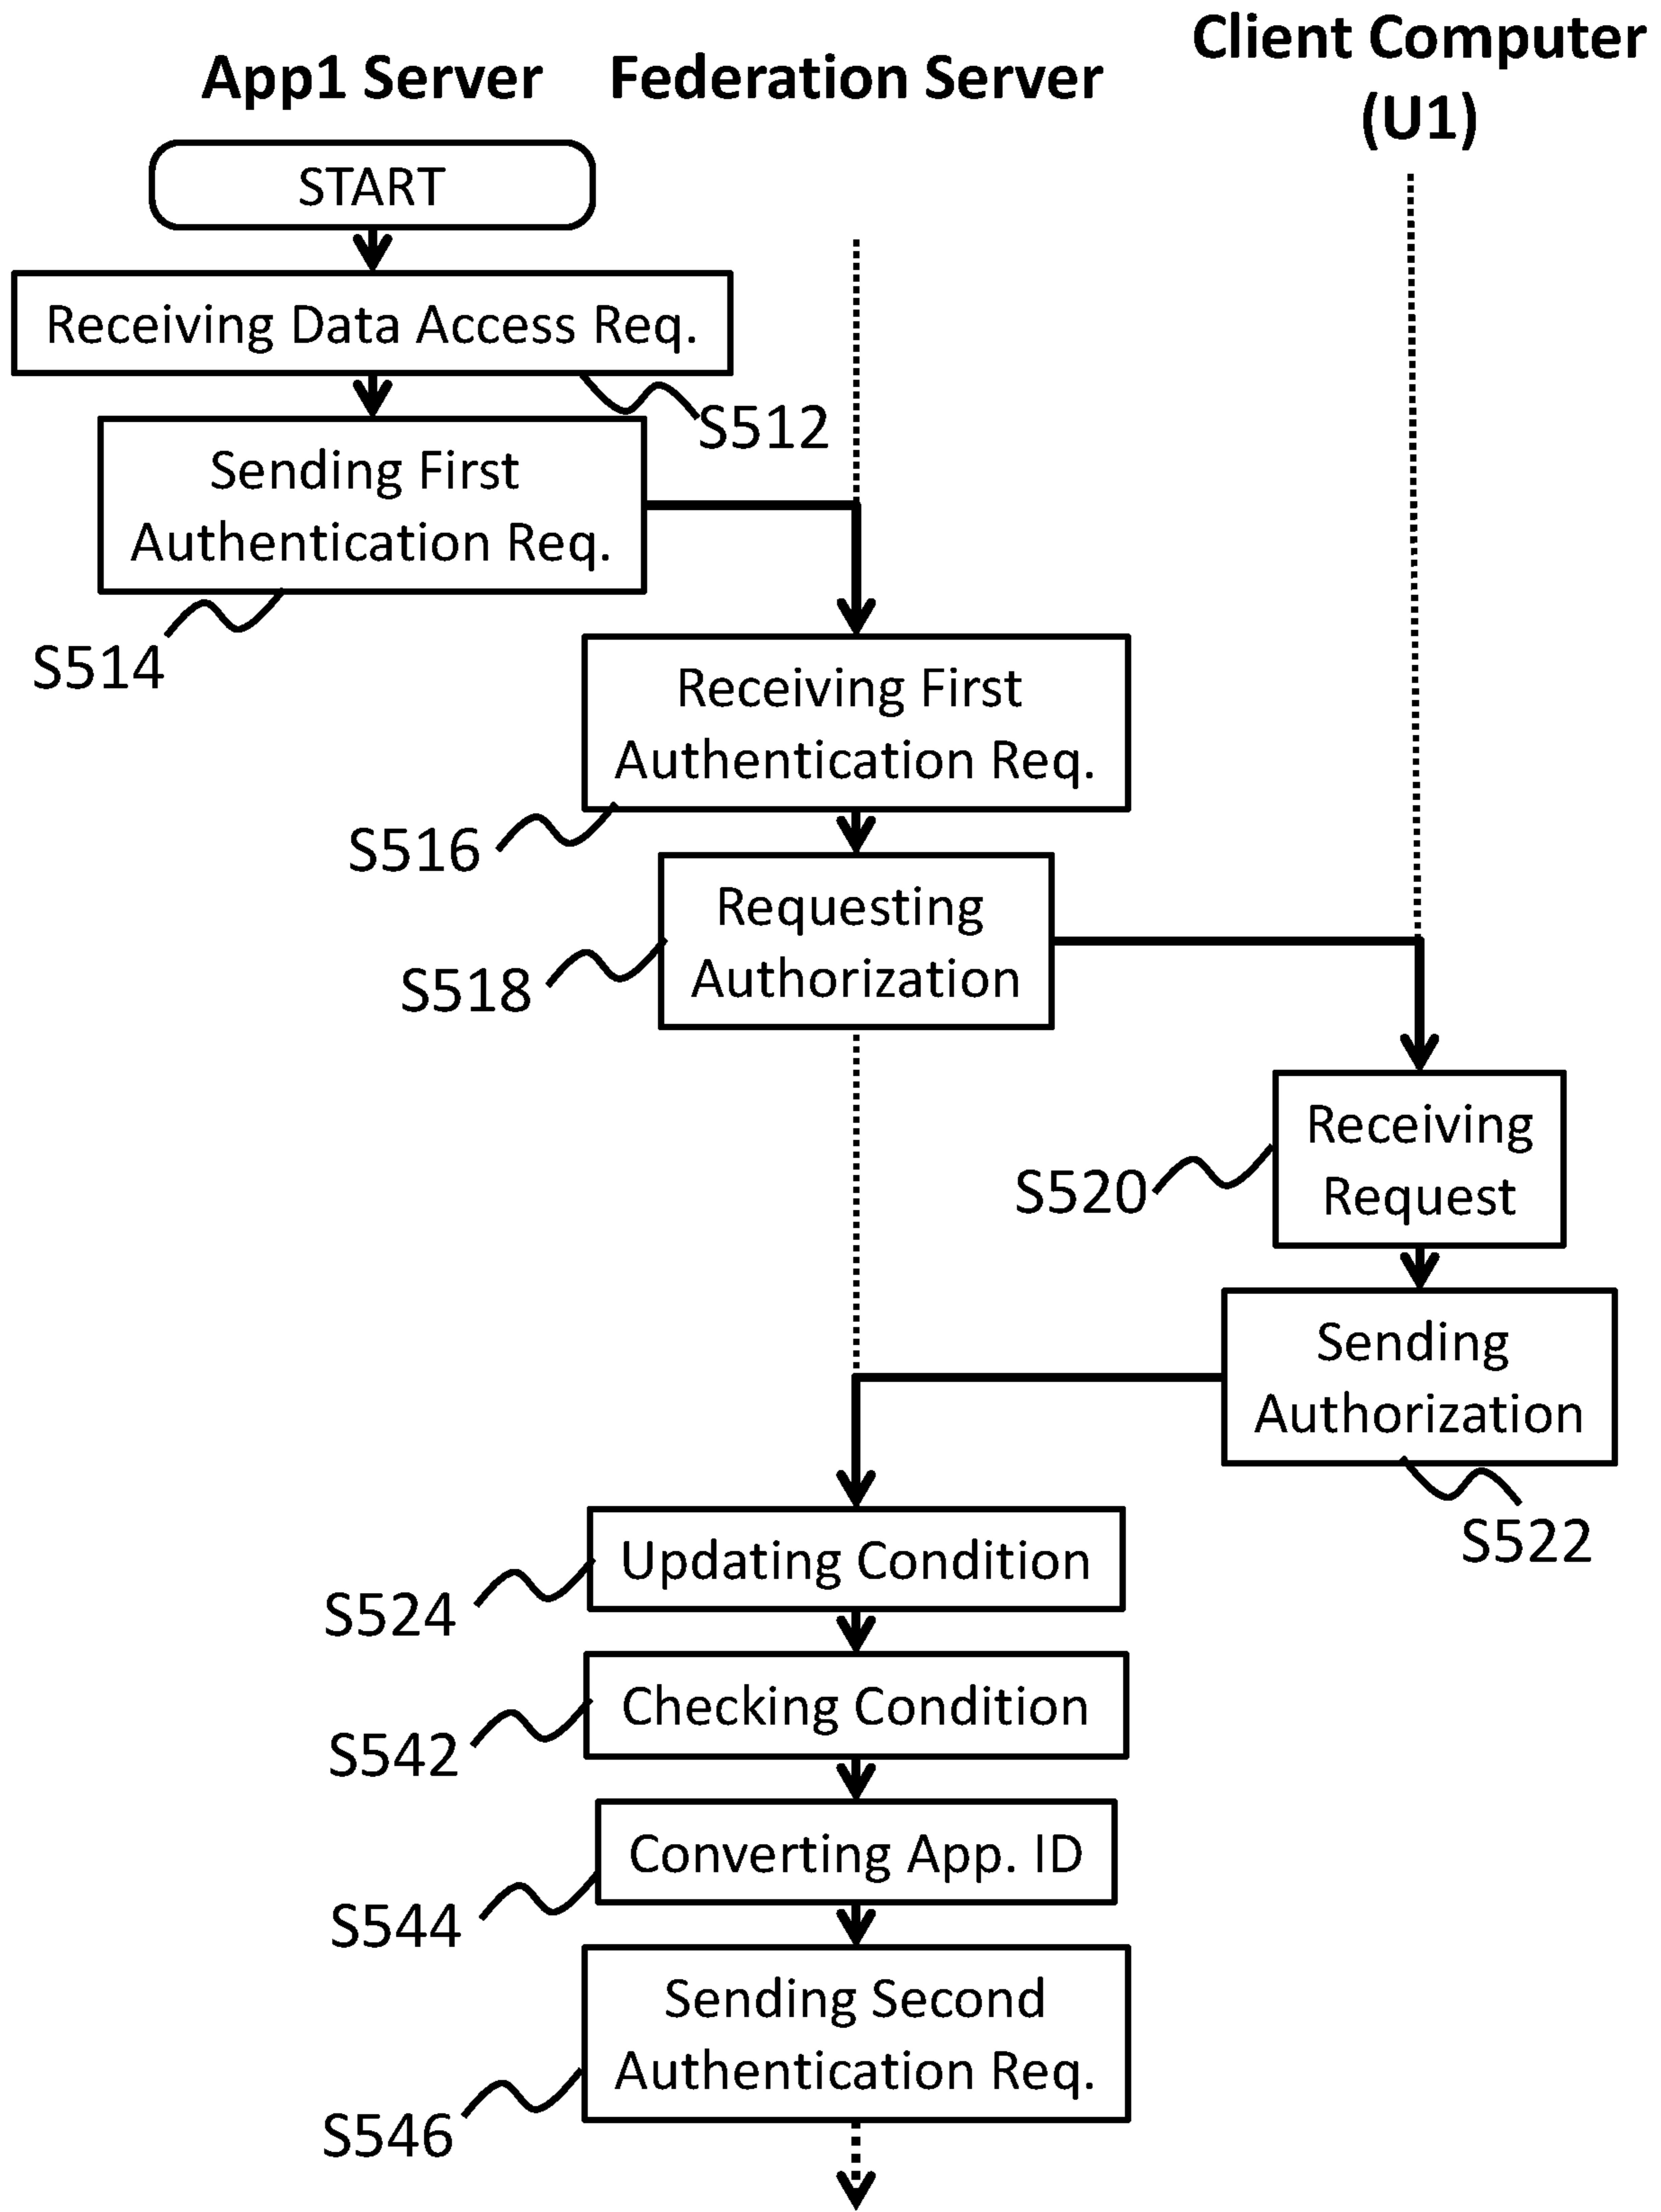 App1 Server
Federation Server
Client Computer
(U1)
START
Receiving Data Access Req.
S512
Sending First
Authentication Req.
S514
Receiving First
Authentication Req.
S516
Requesting
Authorization
S518
Receiving
Request
S520
Sending
Authorization
S522
Updating Condition
S524
Checking Condition
S542
Converting App. ID
S544
Sending Second
Authentication Req.
S546